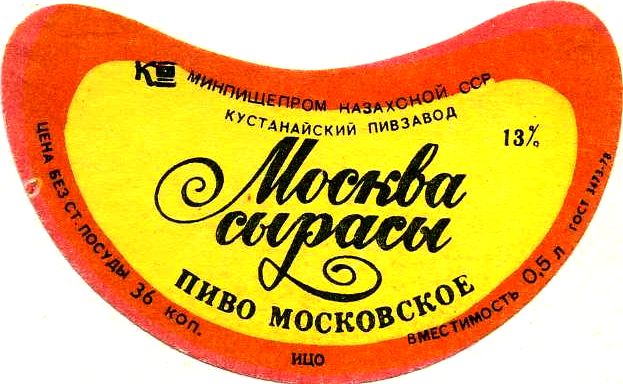 МИНПИЩЕПРОМ КАЗАХСКОЙ ССР
КУСТАНАЙСКИЙ ПИВЗАВОД
13%
Москва
сырасы
ПИВО МОСКОВСКОЕ
ЦЕНА БЕЗ СТ. ПОСУДЫ 36 КОП.
ИЦО
ВМЕСТИМОСТЬ 0,5 Л ГОСТ 3473-78